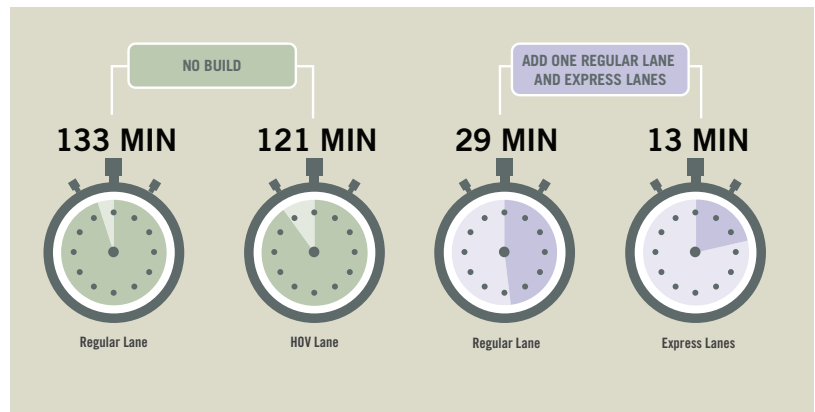 NO BUILD
ADD ONE REGULAR LANE
AND EXPRESS LANES
133 MIN
121 MIN
29 MIN
13 MIN
Regular Lane
HOV Lane
Regular Lane
Express Lanes